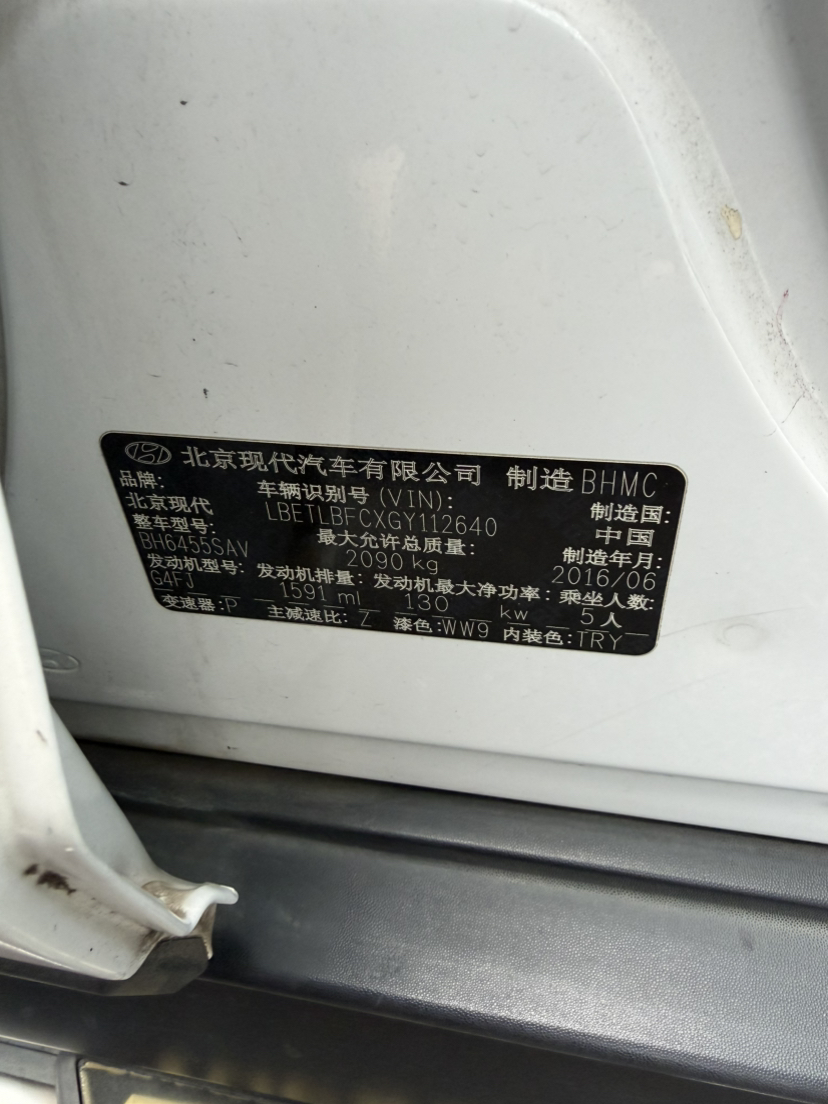 北京现代汽车有限公司 制造 BHMC
品牌: 车辆识别号(VIN): 制造国:
北京现代 LBETLBFCXGY112640 中国
整车型号: 最大允许总质量: 制造年月:
BH6455SAV 2090 kg 2016/06
发动机型号: 发动机排量: 发动机最大净功率: 乘坐人数:
G4FJ 1591 ml 130 kw 5人
变速器:P 主减速比:Z 漆色:WW9 内装色:TRY